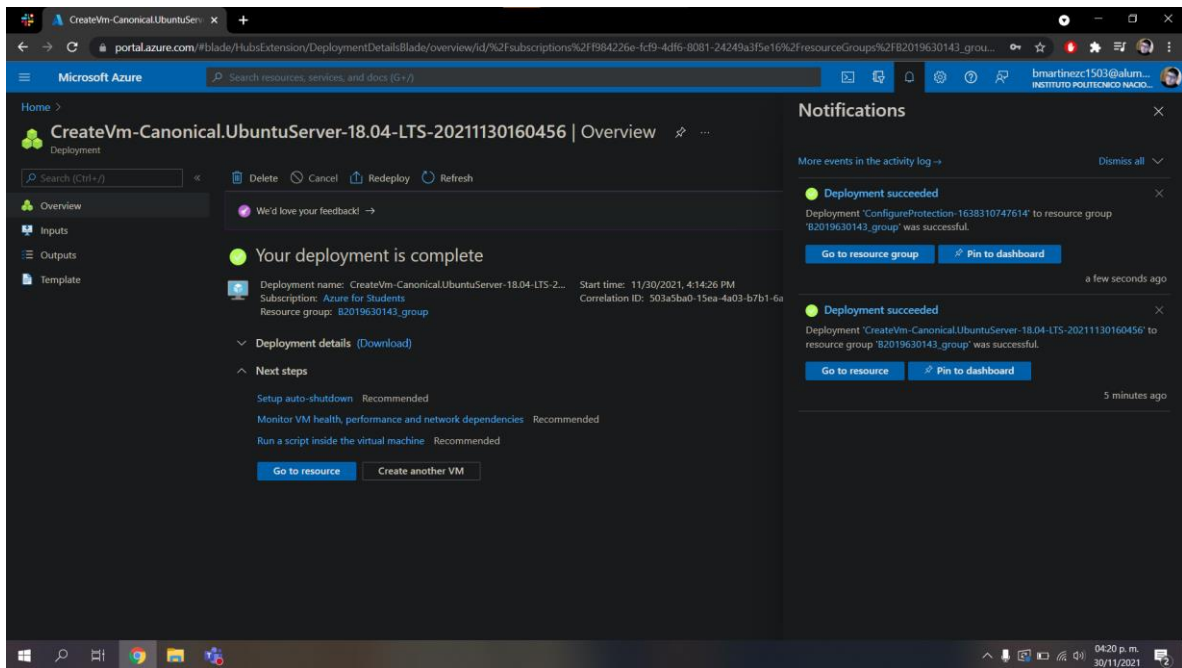 CreateVm-Canonical.UbuntuServ
portal.azure.com/#blade/HubsExtension/DeploymentDetailsBlade/overview/id/%2Fsubscriptions%2Ff984226e-fcf9-4df6-8081-24249a3f5e16%2FresourceGroups%2FB2019630143_grou...
Microsoft Azure
Search resources, services, and docs (G+/)
bmartinezc1503@alum...
INSTITUTO POLITECNICO NACIO...
Home >
CreateVm-Canonical.UbuntuServer-18.04-LTS-20211130160456 | Overview
Deployment
Search (Ctrl+/)
Overview
Inputs
Outputs
Template
Delete Cancel Redeploy Refresh
We'd love your feedback! →
Your deployment is complete
Deployment name: CreateVm-Canonical.UbuntuServer-18.04-LTS-2...
Subscription: Azure for Students
Resource group: B2019630143_group
Start time: 11/30/2021, 4:14:26 PM
Correlation ID: 503a5ba0-15ea-4a03-b7b1-6a
Deployment details (Download)
Next steps
Setup auto-shutdown Recommended
Monitor VM health, performance and network dependencies Recommended
Run a script inside the virtual machine Recommended
Go to resource Create another VM
Notifications
More events in the activity log → Dismiss all
Deployment succeeded
Deployment 'ConfigureProtection-1638310747614' to resource group
'B2019630143_group' was successful.
Go to resource group Pin to dashboard
a few seconds ago
Deployment succeeded
Deployment 'CreateVm-Canonical.UbuntuServer-18.04-LTS-20211130160456' to
resource group 'B2019630143_group' was successful.
Go to resource Pin to dashboard
5 minutes ago
04:20 p. m.
30/11/2021
2